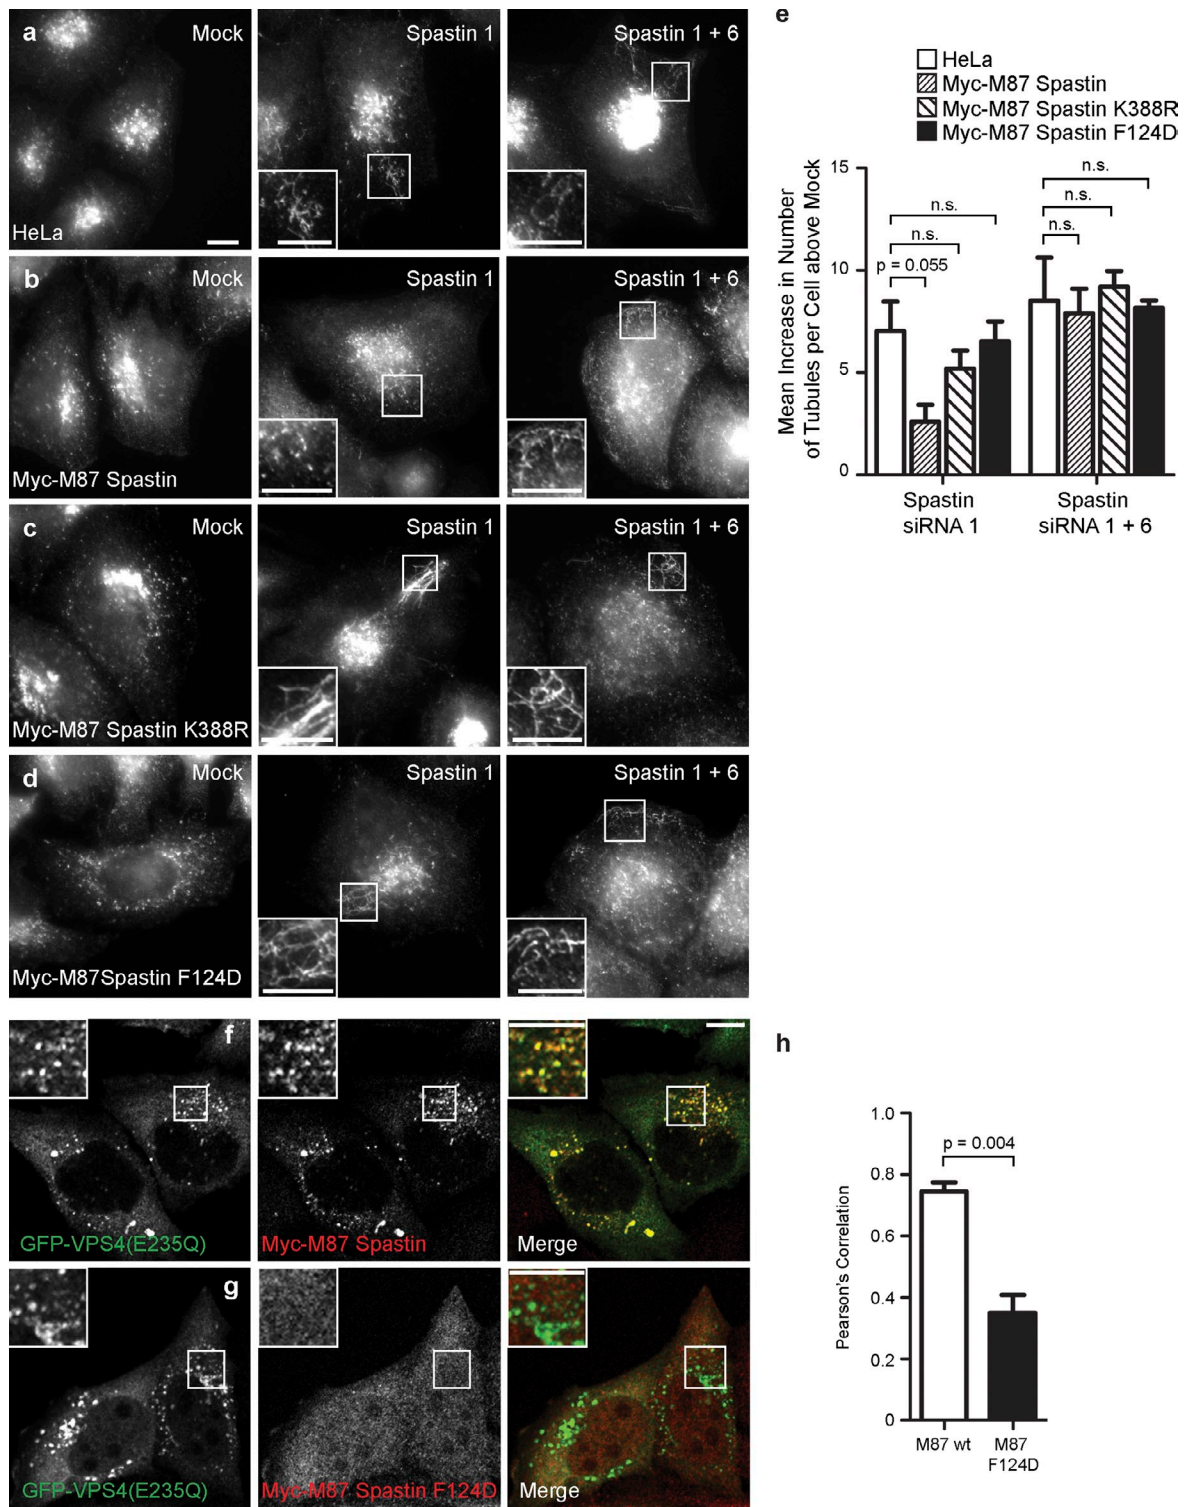 a
Mock
Spastin 1
Spastin 1 + 6
HeLa
b
Mock
Spastin 1
Spastin 1 + 6
Myc-M87 Spastin
c
Mock
Spastin 1
Spastin 1 + 6
Myc-M87 Spastin K388R
d
Mock
Spastin 1
Spastin 1 + 6
Myc-M87Spastin F124D
e
HeLa
Myc-M87 Spastin
Myc-M87 Spastin K388R
Myc-M87 Spastin F124D
Mean Increase in Number
of Tubules per Cell above Mock
15
10
5
0
n.s.
n.s.
p = 0.055
n.s.
n.s.
n.s.
Spastin
siRNA 1
Spastin
siRNA 1 + 6
f
GFP-VPS4(E235Q)
Myc-M87 Spastin
Merge
g
GFP-VPS4(E235Q)
Myc-M87 Spastin F124D
Merge
h
Pearson's Correlation
1.0
0.8
0.6
0.4
0.2
0
p = 0.004
M87 wt
M87
F124D